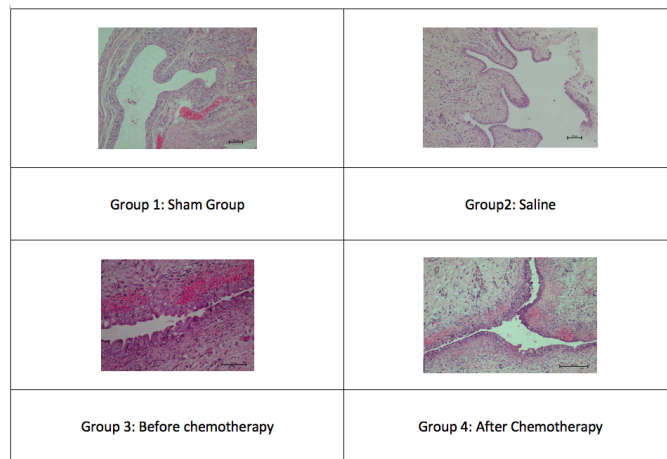 Group 1: Sham Group
Group2: Saline
Group 3: Before chemotherapy
Group 4: After Chemotherapy